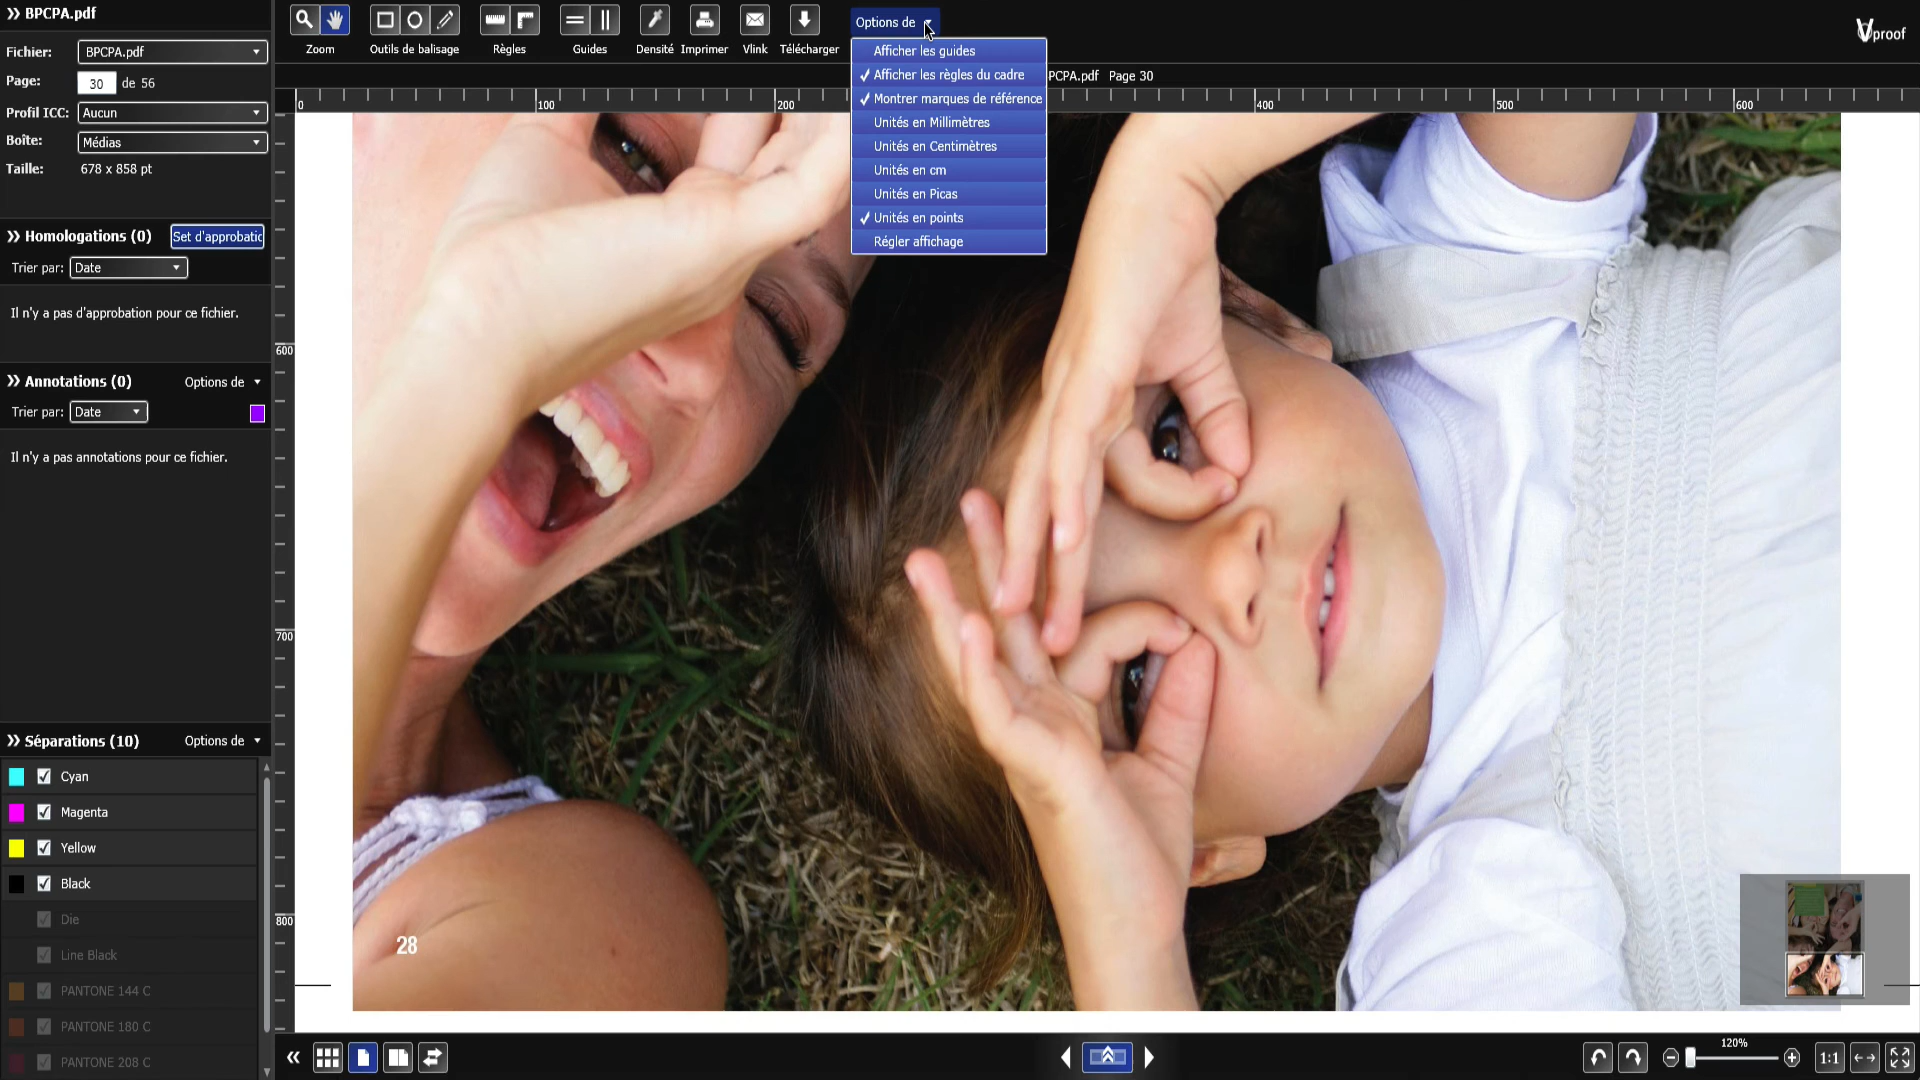 BPCPA.pdf
Fichier: BPCPA.pdf
Page: 30 de 56
Profil ICC: Aucun
Boîte: Médias
Taille: 678 x 858 pt
Homologations (0) Set d'approbatic
Trier par: Date
Il n'y a pas d'approbation pour ce fichier.
Annotations (0) Options de
Trier par: Date
Il n'y a pas annotations pour ce fichier.
Séparations (10) Options de
Cyan
Magenta
Yellow
Black
Die
Line Black
PANTONE 144 C
PANTONE 180 C
PANTONE 208 C
Zoom Outils de balisage Règles Guides Densité Imprimer Vlink Télécharger
Options de
Afficher les guides
Afficher les règles du cadre
Montrer marques de référence
Unités en Millimètres
Unités en Centimètres
Unités en cm
Unités en Picas
Unités en points
Régler affichage
Vproof
PCPA.pdf Page 30
0 100 200 400 500 600
600
700
800
28
120%
1:1